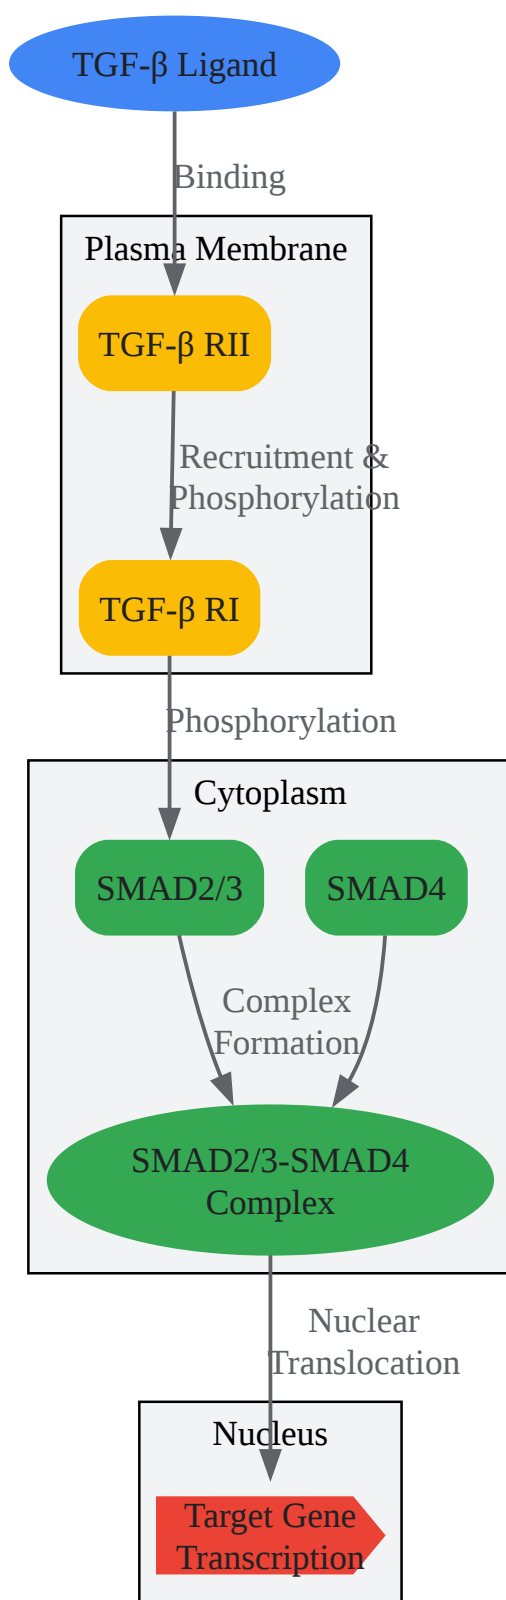 TGF-β Ligand
Binding
Plasma Membrane
TGF-β RII
Recruitment &
Phosphorylation
TGF-β RI
Phosphorylation
Cytoplasm
SMAD2/3
SMAD4
Complex
Formation
SMAD2/3-SMAD4
Complex
Nuclear
Translocation
Nucleus
Target Gene
Transcription